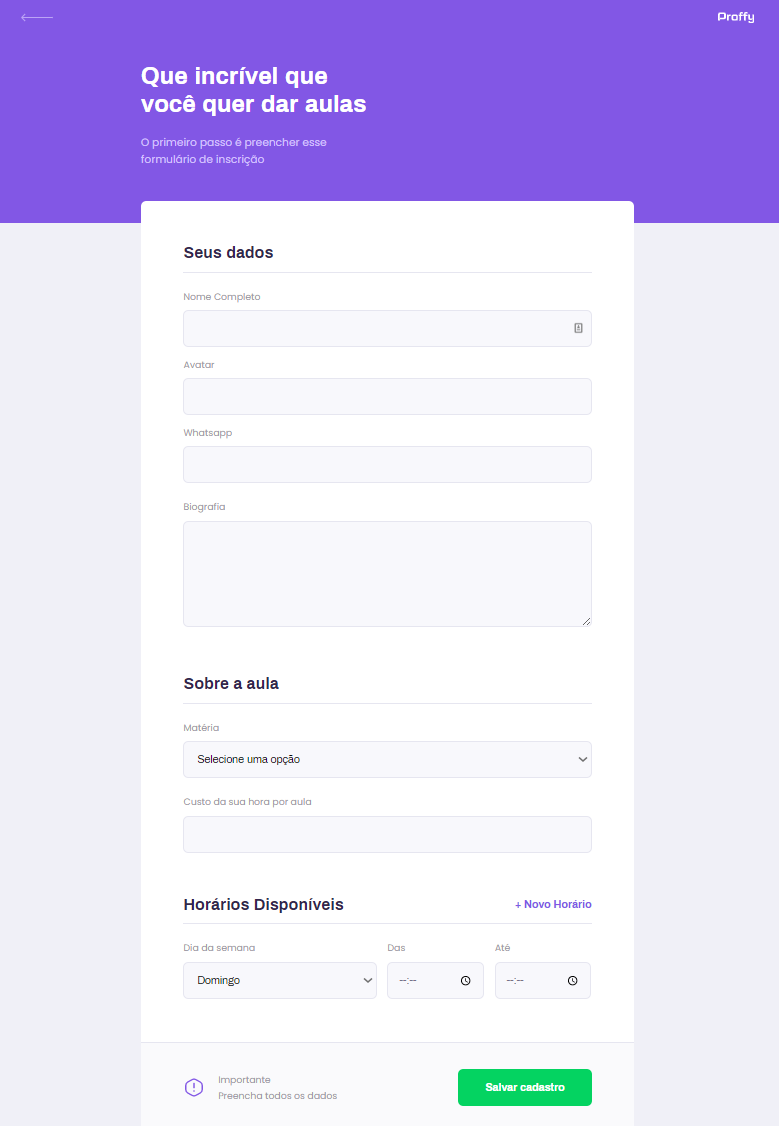 Proffy
Que incrível que
você quer dar aulas
O primeiro passo é preencher esse
formulário de inscrição
Seus dados
Nome Completo
Avatar
Whatsapp
Biografia
Sobre a aula
Matéria
Selecione uma opção
Custo da sua hora por aula
Horários Disponíveis
+ Novo Horário
Dia da semana
Das
Até
Domingo
--:--
--:--
Importante
Preencha todos os dados
Salvar cadastro